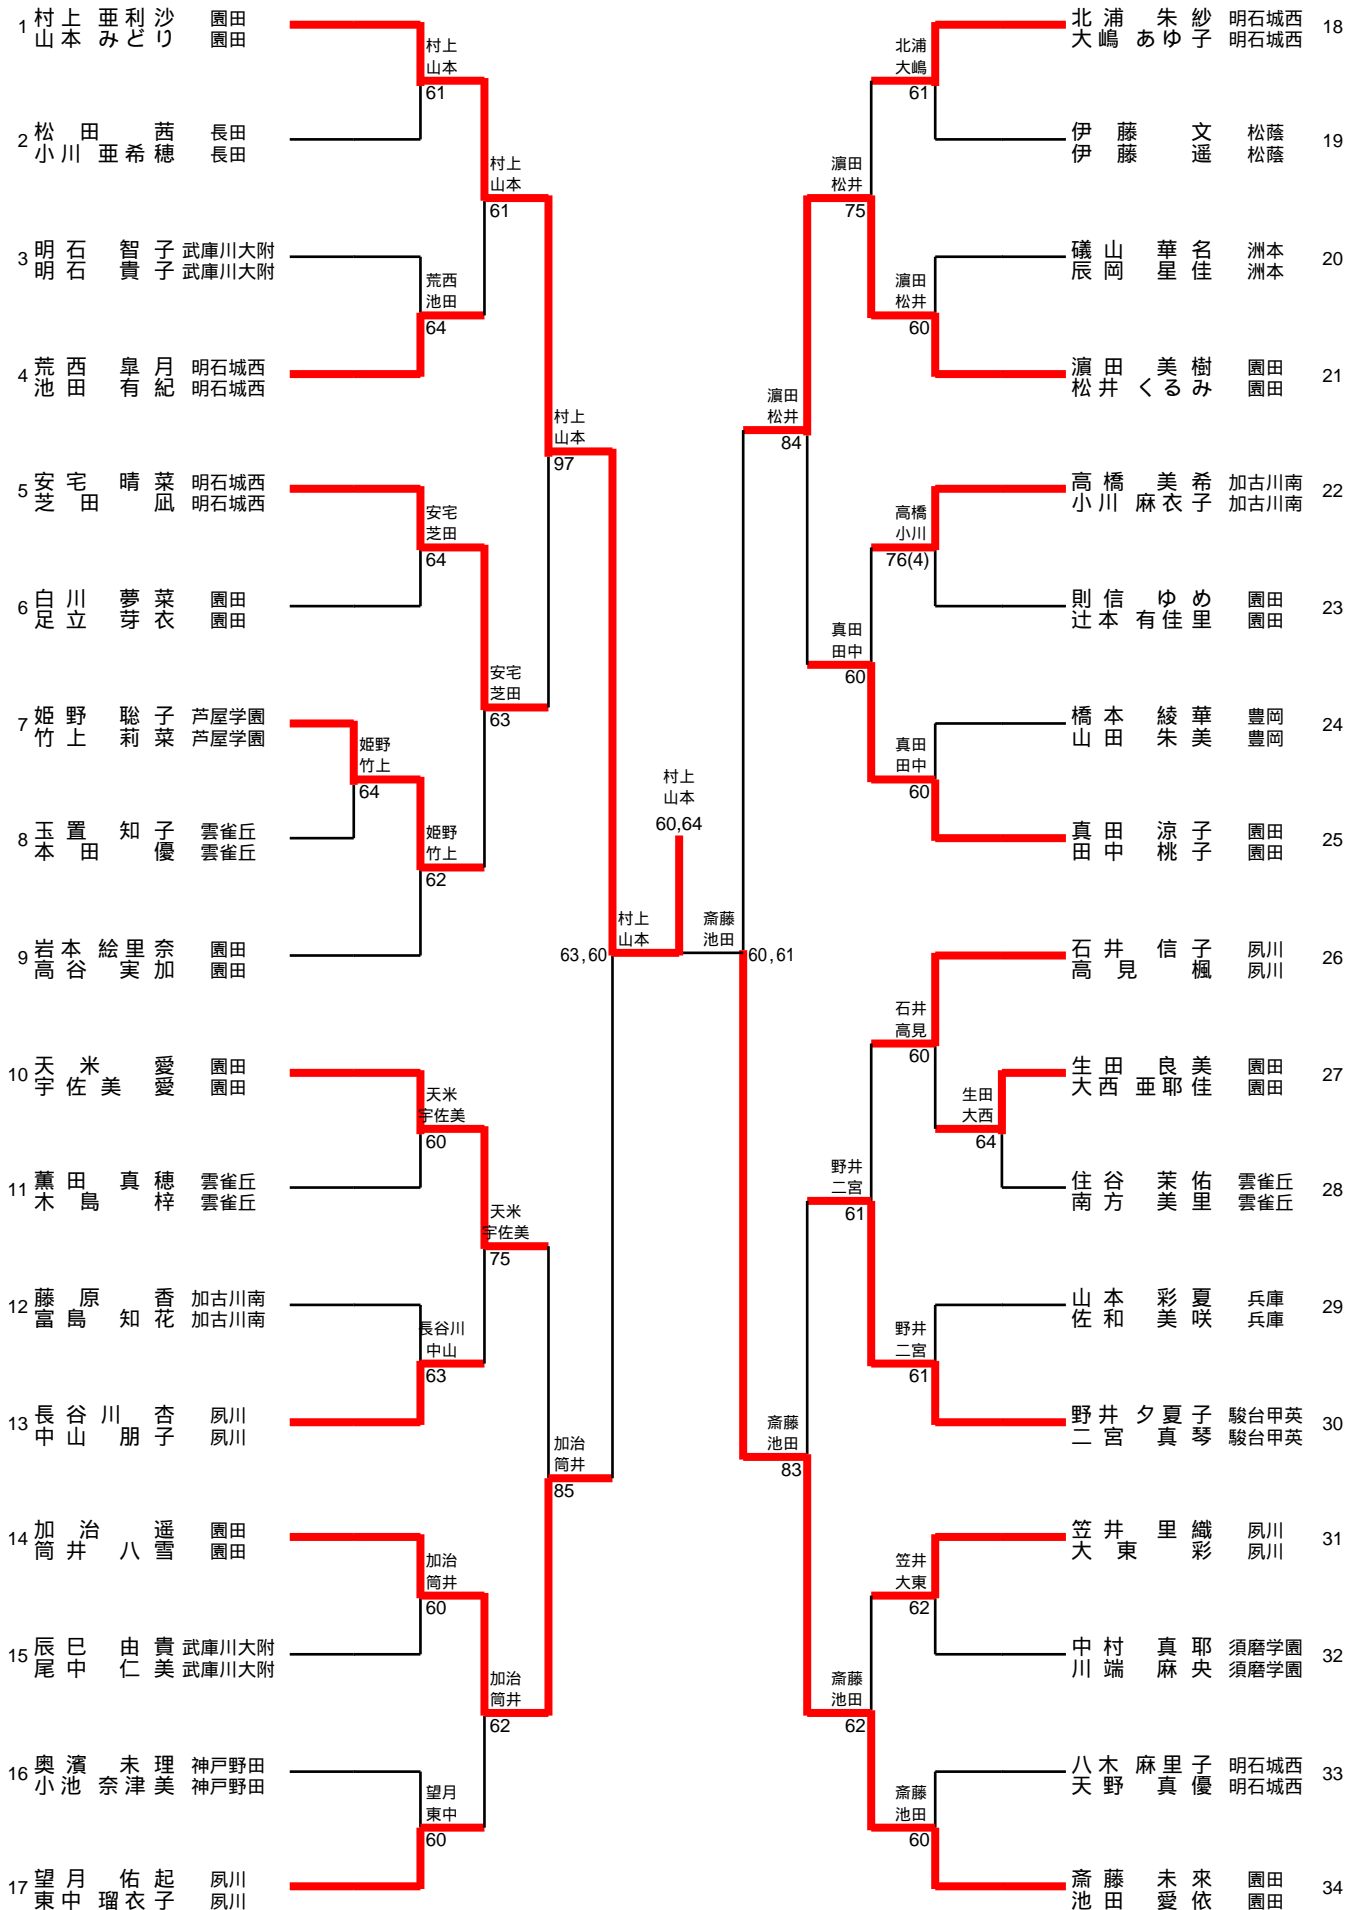 1 村上 亜利沙 園田
山本 みどり 園田
2 松田 茜 長田
小川 亜希穂 長田
3 明石 智子 武庫川大附
明石 貴子 武庫川大附
4 荒西 皐月 明石城西
池田 有紀 明石城西
5 安宅 晴菜 明石城西
芝田 凪 明石城西
6 白川 夢菜 園田
足立 芽衣 園田
7 姫野 聡子 芦屋学園
竹上 莉菜 芦屋学園
8 玉置 知子 雲雀丘
本田 優 雲雀丘
9 岩本 絵里奈 園田
高谷 実加 園田
10 天米 愛 園田
宇佐美 愛 園田
11 薫田 真穂 雲雀丘
木島 梓 雲雀丘
12 藤原 香 加古川南
富島 知花 加古川南
13 長谷川 杏 夙川
中山 朋子 夙川
14 加治 遥 園田
筒井 八雪 園田
15 辰巳 由貴 武庫川大附
尾中 仁美 武庫川大附
16 奥濱 未理 神戸野田
小池 奈津美 神戸野田
17 望月 佑起 夙川
東中 瑠衣子 夙川
村上
山本
61
荒西
池田
64
安宅
芝田
64
姫野
竹上
64
姫野
竹上
62
天米
宇佐美
60
長谷川
中山
63
加治
筒井
60
望月
東中
60
村上
山本
61
安宅
芝田
63
天米
宇佐美
75
加治
筒井
62
村上
山本
97
加治
筒井
85
村上
山本
63,60
村上
山本
60,64
斎藤
池田
60,61
濵田
松井
84
斎藤
池田
83
濵田
松井
75
真田
田中
60
野井
二宮
61
斎藤
池田
62
北浦
大嶋
61
濵田
松井
60
高橋
小川
76(4)
真田
田中
60
石井
高見
60
生田
大西
64
野井
二宮
61
笠井
大東
62
斎藤
池田
60
北浦 朱紗 明石城西 18
大嶋 あゆ子 明石城西
伊藤 文 松蔭 19
伊藤 遥 松蔭
礒山 華名 洲本 20
辰岡 星佳 洲本
濵田 美樹 園田 21
松井 くるみ 園田
高橋 美希 加古川南 22
小川 麻衣子 加古川南
則信 ゆめ 園田 23
辻本 有佳里 園田
橋本 綾華 豊岡 24
山田 朱美 豊岡
真田 涼子 園田 25
田中 桃子 園田
石井 信子 夙川 26
高見 楓 夙川
生田 良美 園田 27
大西 亜耶佳 園田
住谷 茉佑 雲雀丘 28
南方 美里 雲雀丘
山本 彩夏 兵庫 29
佐和 美咲 兵庫
野井 夕夏子 駿台甲英 30
二宮 真琴 駿台甲英
笠井 里織 夙川 31
大東 彩 夙川
中村 真耶 須磨学園 32
川端 麻央 須磨学園
八木 麻里子 明石城西 33
天野 真優 明石城西
斎藤 未來 園田 34
池田 愛依 園田